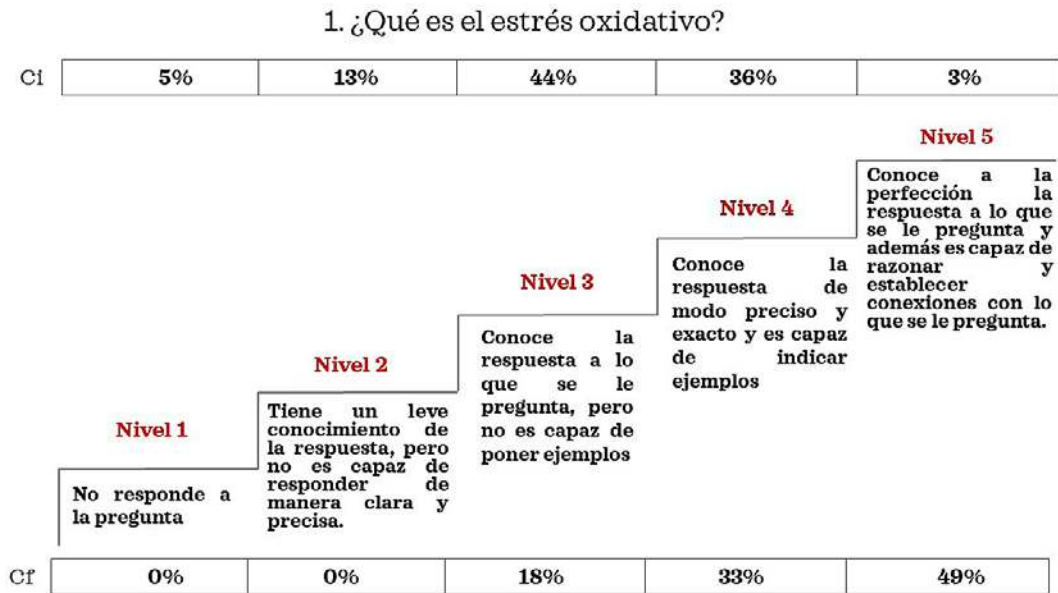 1. ¿Qué es el estrés oxidativo?
Ci 5% 13% 44% 36% 3%
Nivel 5
Conoce a la
perfección la
respuesta a lo que
se le pregunta y
además es capaz de
razonar y
establecer
conexiones con lo
que se le pregunta.
Nivel 4
Conoce la
respuesta de
modo preciso y
exacto y es capaz
de indicar
ejemplos
Nivel 3
Conoce la
respuesta a lo
que se le
pregunta, pero
no es capaz de
poner ejemplos
Nivel 2
Tiene un leve
conocimiento de
la respuesta, pero
no es capaz de
responder de
manera clara y
precisa.
Nivel 1
No responde a
la pregunta
Cf 0% 0% 18% 33% 49%